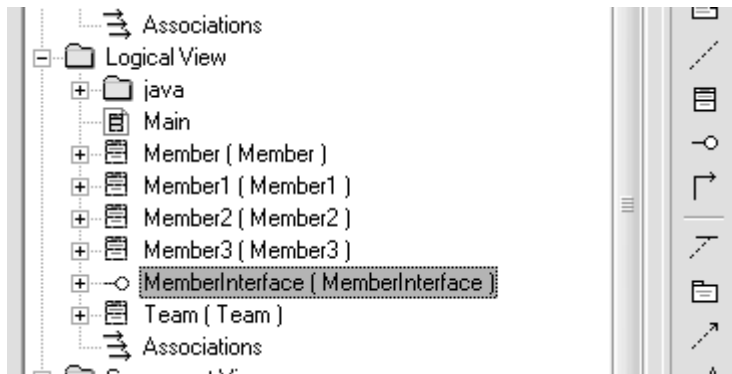 Associations
Logical View
java
Main
Member ( Member )
Member1 ( Member1 )
Member2 ( Member2 )
Member3 ( Member3 )
MemberInterface ( MemberInterface )
Team ( Team )
Associations